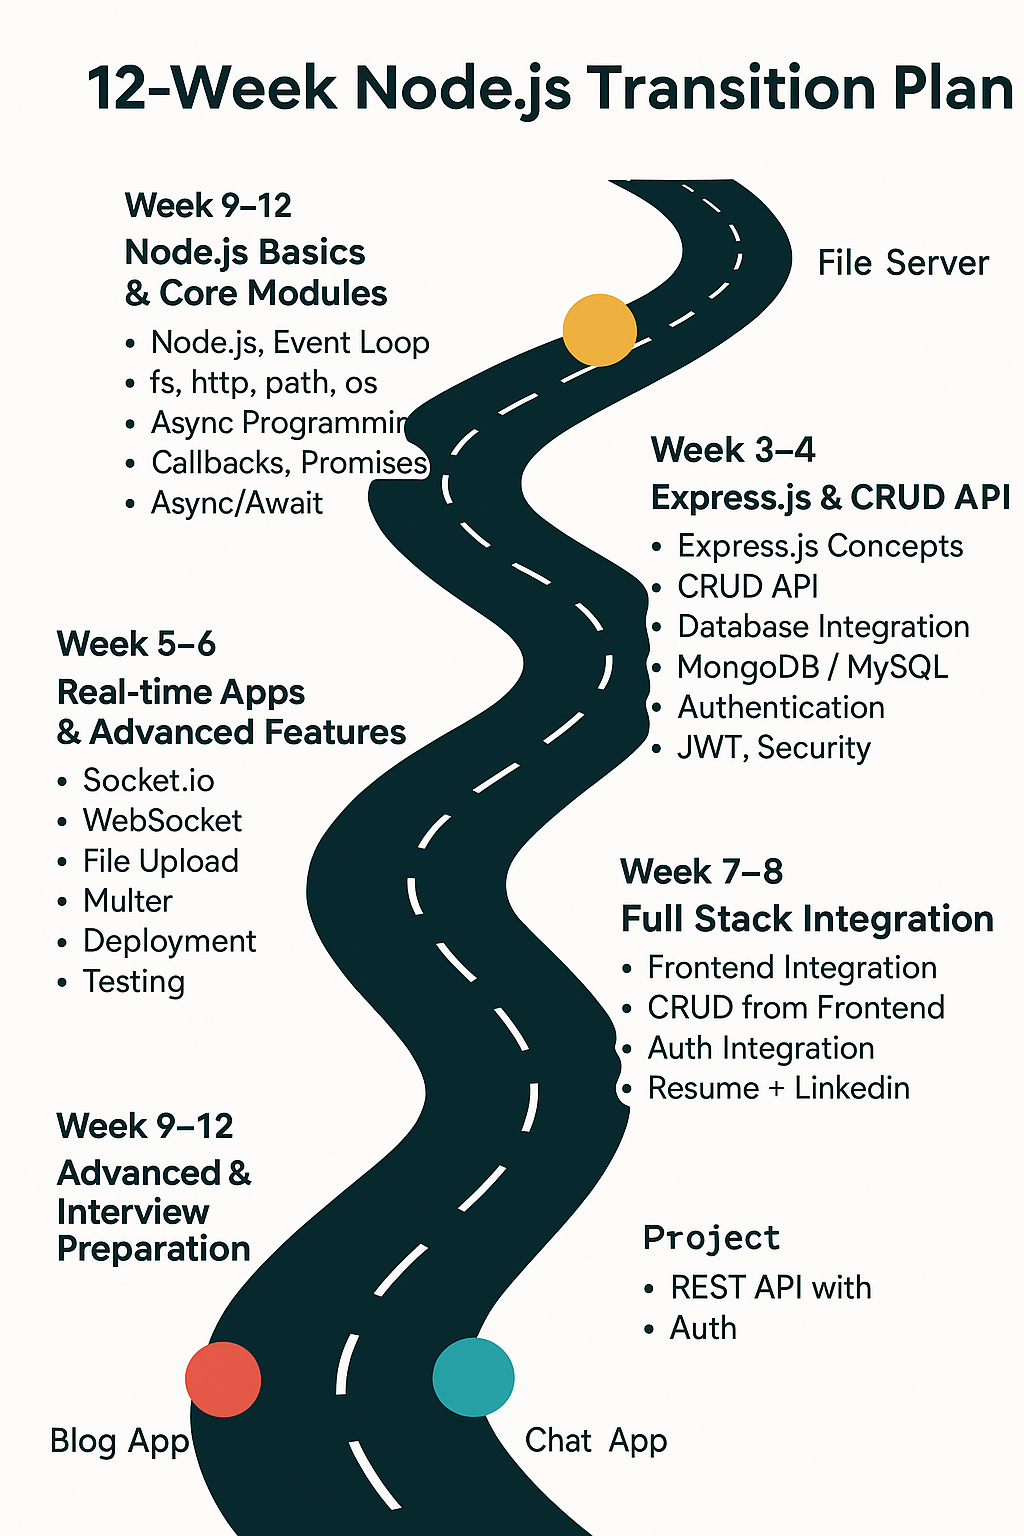 12-Week Node.js Transition Plan
Week 9–12
Node.js Basics
& Core Modules
• Node.js, Event Loop
• fs, http, path, os
• Async Programmin
• Callbacks, Promises
• Async/Await
File Server
Week 3–4
Express.js & CRUD API
• Express.js Concepts
• CRUD API
• Database Integration
• MongoDB / MySQL
• Authentication
• JWT, Security
Week 5–6
Real-time Apps
& Advanced Features
• Socket.io
• WebSocket
• File Upload
• Multer
• Deployment
• Testing
Week 7–8
Full Stack Integration
• Frontend Integration
• CRUD from Frontend
• Auth Integration
• Resume + Linkedin
Week 9–12
Advanced &
Interview
Preparation
Project
• REST API with
• Auth
Blog App
Chat App